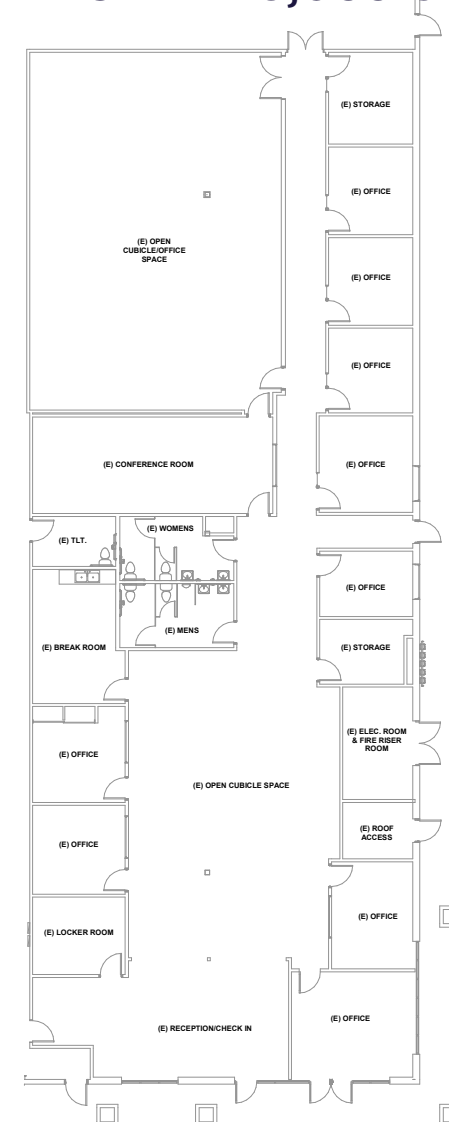 (E) STORAGE
(E) OFFICE
(E) OPEN
CUBICLE/OFFICE
SPACE
(E) OFFICE
(E) OFFICE
(E) CONFERENCE ROOM
(E) OFFICE
(E) WOMENS
(E) TLT.
(E) OFFICE
(E) MENS
(E) BREAK ROOM
(E) STORAGE
(E) ELEC. ROOM
& FIRE RISER
ROOM
(E) OFFICE
(E) OPEN CUBICLE SPACE
(E) ROOF
ACCESS
(E) OFFICE
(E) OFFICE
(E) LOCKER ROOM
(E) OFFICE
(E) RECEPTION/CHECK IN